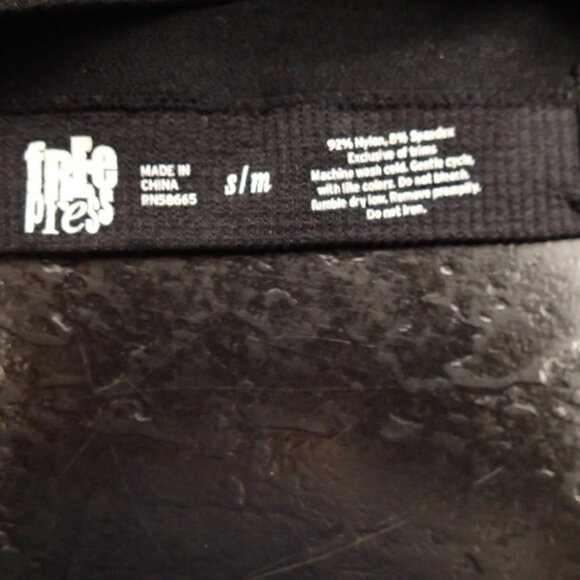 fREe
pREss
MADE IN
CHINA
RN58665
s/m
92% Nylon, 8% Spandex
Exclusive of trims
Machine wash cold. Gentle cycle,
with like colors. Do not bleach.
Tumble dry low. Remove promptly.
Do not iron.